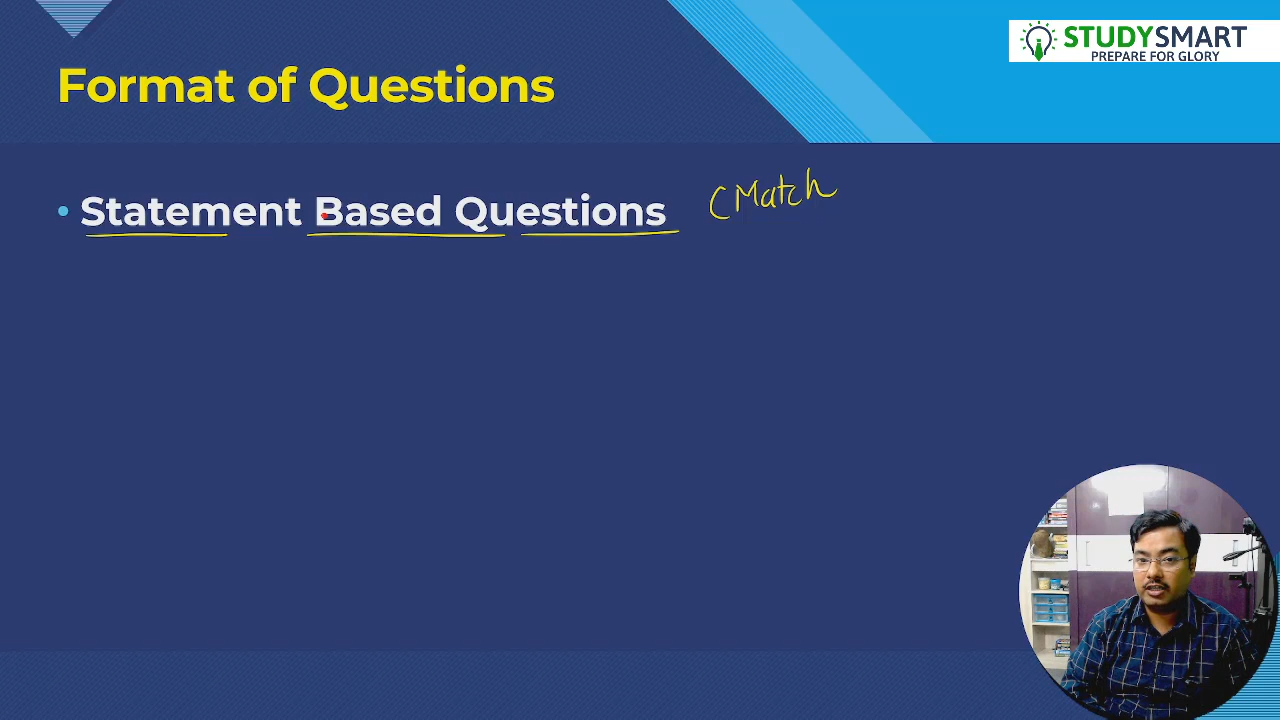 STUDYSMART
PREPARE FOR GLORY
Format of Questions
• Statement Based Questions (Match